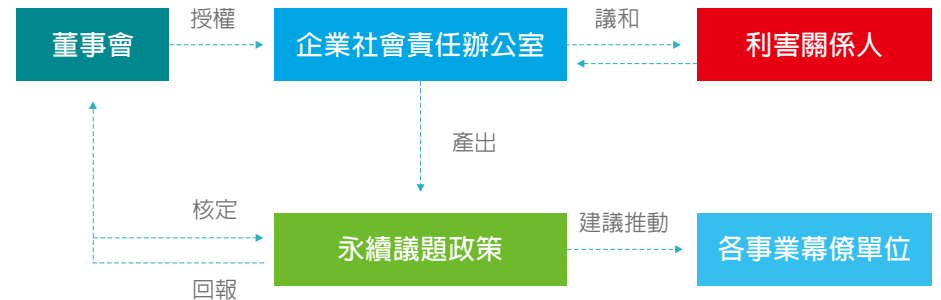 授權
議和
董事會
企業社會責任辦公室
利害關係人
產出
核定
建議推動
永續議題政策
各事業幕僚單位
回報